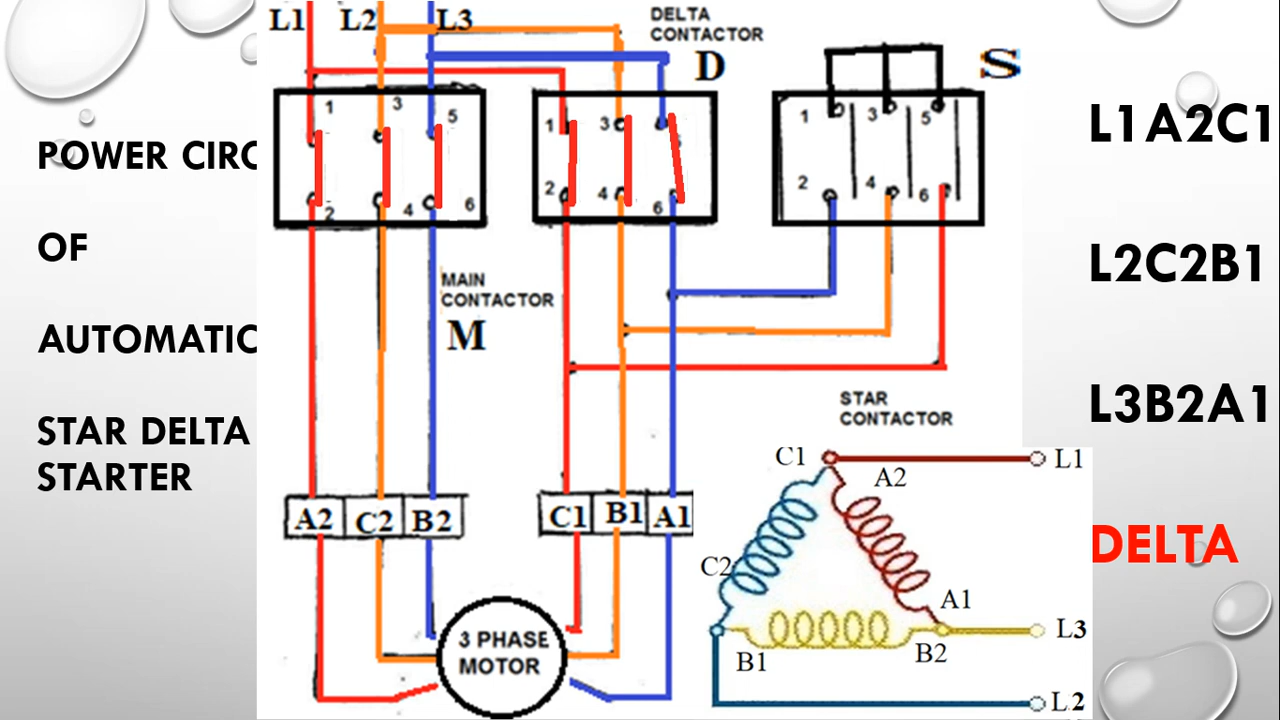 POWER CIRC
OF
AUTOMATIC
STAR DELTA
STARTER
L1 L2 L3
DELTA
CONTACTOR
D
S
1 3 5
2 4 6
1 3
2 4 6
1 3 5
2 4 6
MAIN
CONTACTOR
M
STAR
CONTACTOR
A2 C2 B2
C1 B1 A1
3 PHASE
MOTOR
C1 A2 L1
C2 A1
L3
B1 B2
L2
L1A2C1
L2C2B1
L3B2A1
DELTA